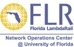 FLR
Florida LambdaRail
Network Operations Center
@ University of Florida